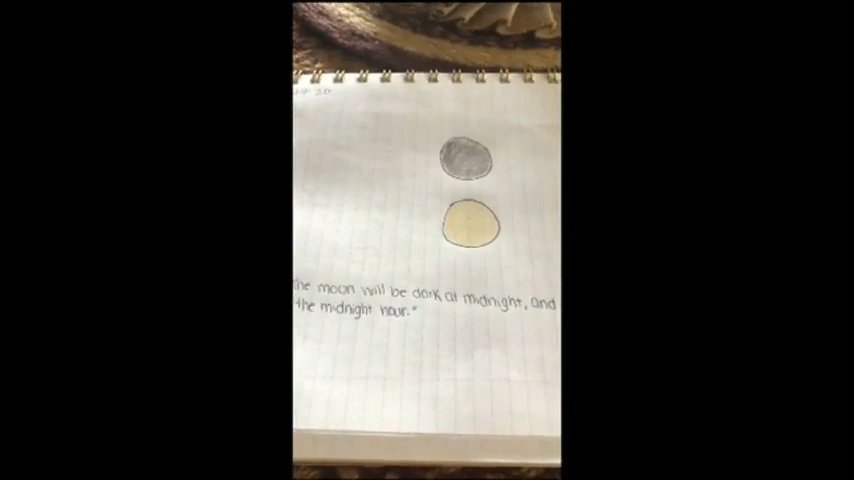 The moon will be dark at midnight, and
the midnight hour."